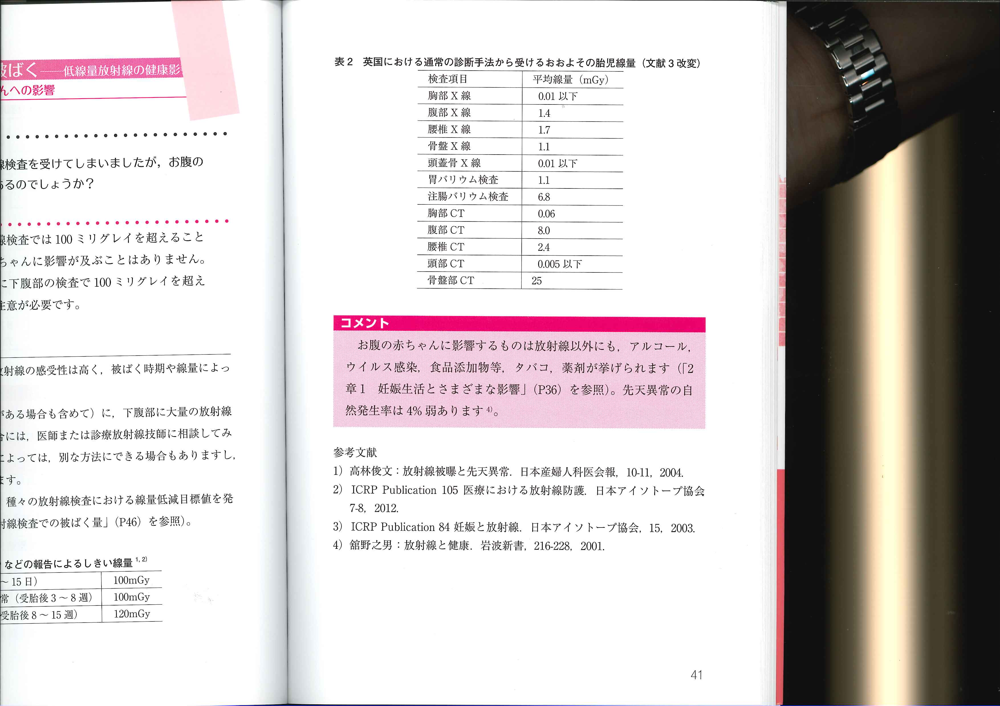 ばく――低線量放射線の健康影
んへの影響
検査を受けてしまいましたが，お腹の
るのでしょうか？
検査では 100 ミリグレイを超えること
ちゃんに影響が及ぶことはありません。
に下腹部の検査で 100 ミリグレイを超え
意が必要です。
射線の感受性は高く，被ばく時期や線量によっ
がある場合も含めて）に，下腹部に大量の放射線
には，医師または診療放射線技師に相談してみ
よっては，別な方法にできる場合もありますし，
ます。
種々の放射線検査における線量低減目標値を発
線検査での被ばく量」（P46）を参照）。
などの報告によるしきい線量 1, 2)
～ 15 日） 100mGy
常（受胎後 3 ～ 8 週） 100mGy
受胎後 8 ～ 15 週） 120mGy
表 2　英国における通常の診断手法から受けるおおよその胎児線量（文献 3 改変）
検査項目 平均線量（mGy）
胸部 X 線 0.01 以下
腹部 X 線 1.4
腰椎 X 線 1.7
骨盤 X 線 1.1
頭蓋骨 X 線 0.01 以下
胃バリウム検査 1.1
注腸バリウム検査 6.8
胸部 CT 0.06
腹部 CT 8.0
腰椎 CT 2.4
頭部 CT 0.005 以下
骨盤部 CT 25
コメント
お腹の赤ちゃんに影響するものは放射線以外にも，アルコール，
ウイルス感染，食品添加物等，タバコ，薬剤が挙げられます（「2
章 1　妊娠生活とさまざまな影響」（P36）を参照）。先天異常の自
然発生率は 4% 弱あります 4)。
参考文献
1）高林俊文：放射線被曝と先天異常．日本産婦人科医会報，10-11，2004.
2） ICRP Publication 105 医療における放射線防護．日本アイソトープ協会
7-8，2012.
3） ICRP Publication 84 妊娠と放射線．日本アイソトープ協会，15，2003.
4）舘野之男：放射線と健康．岩波新書，216-228，2001.
41